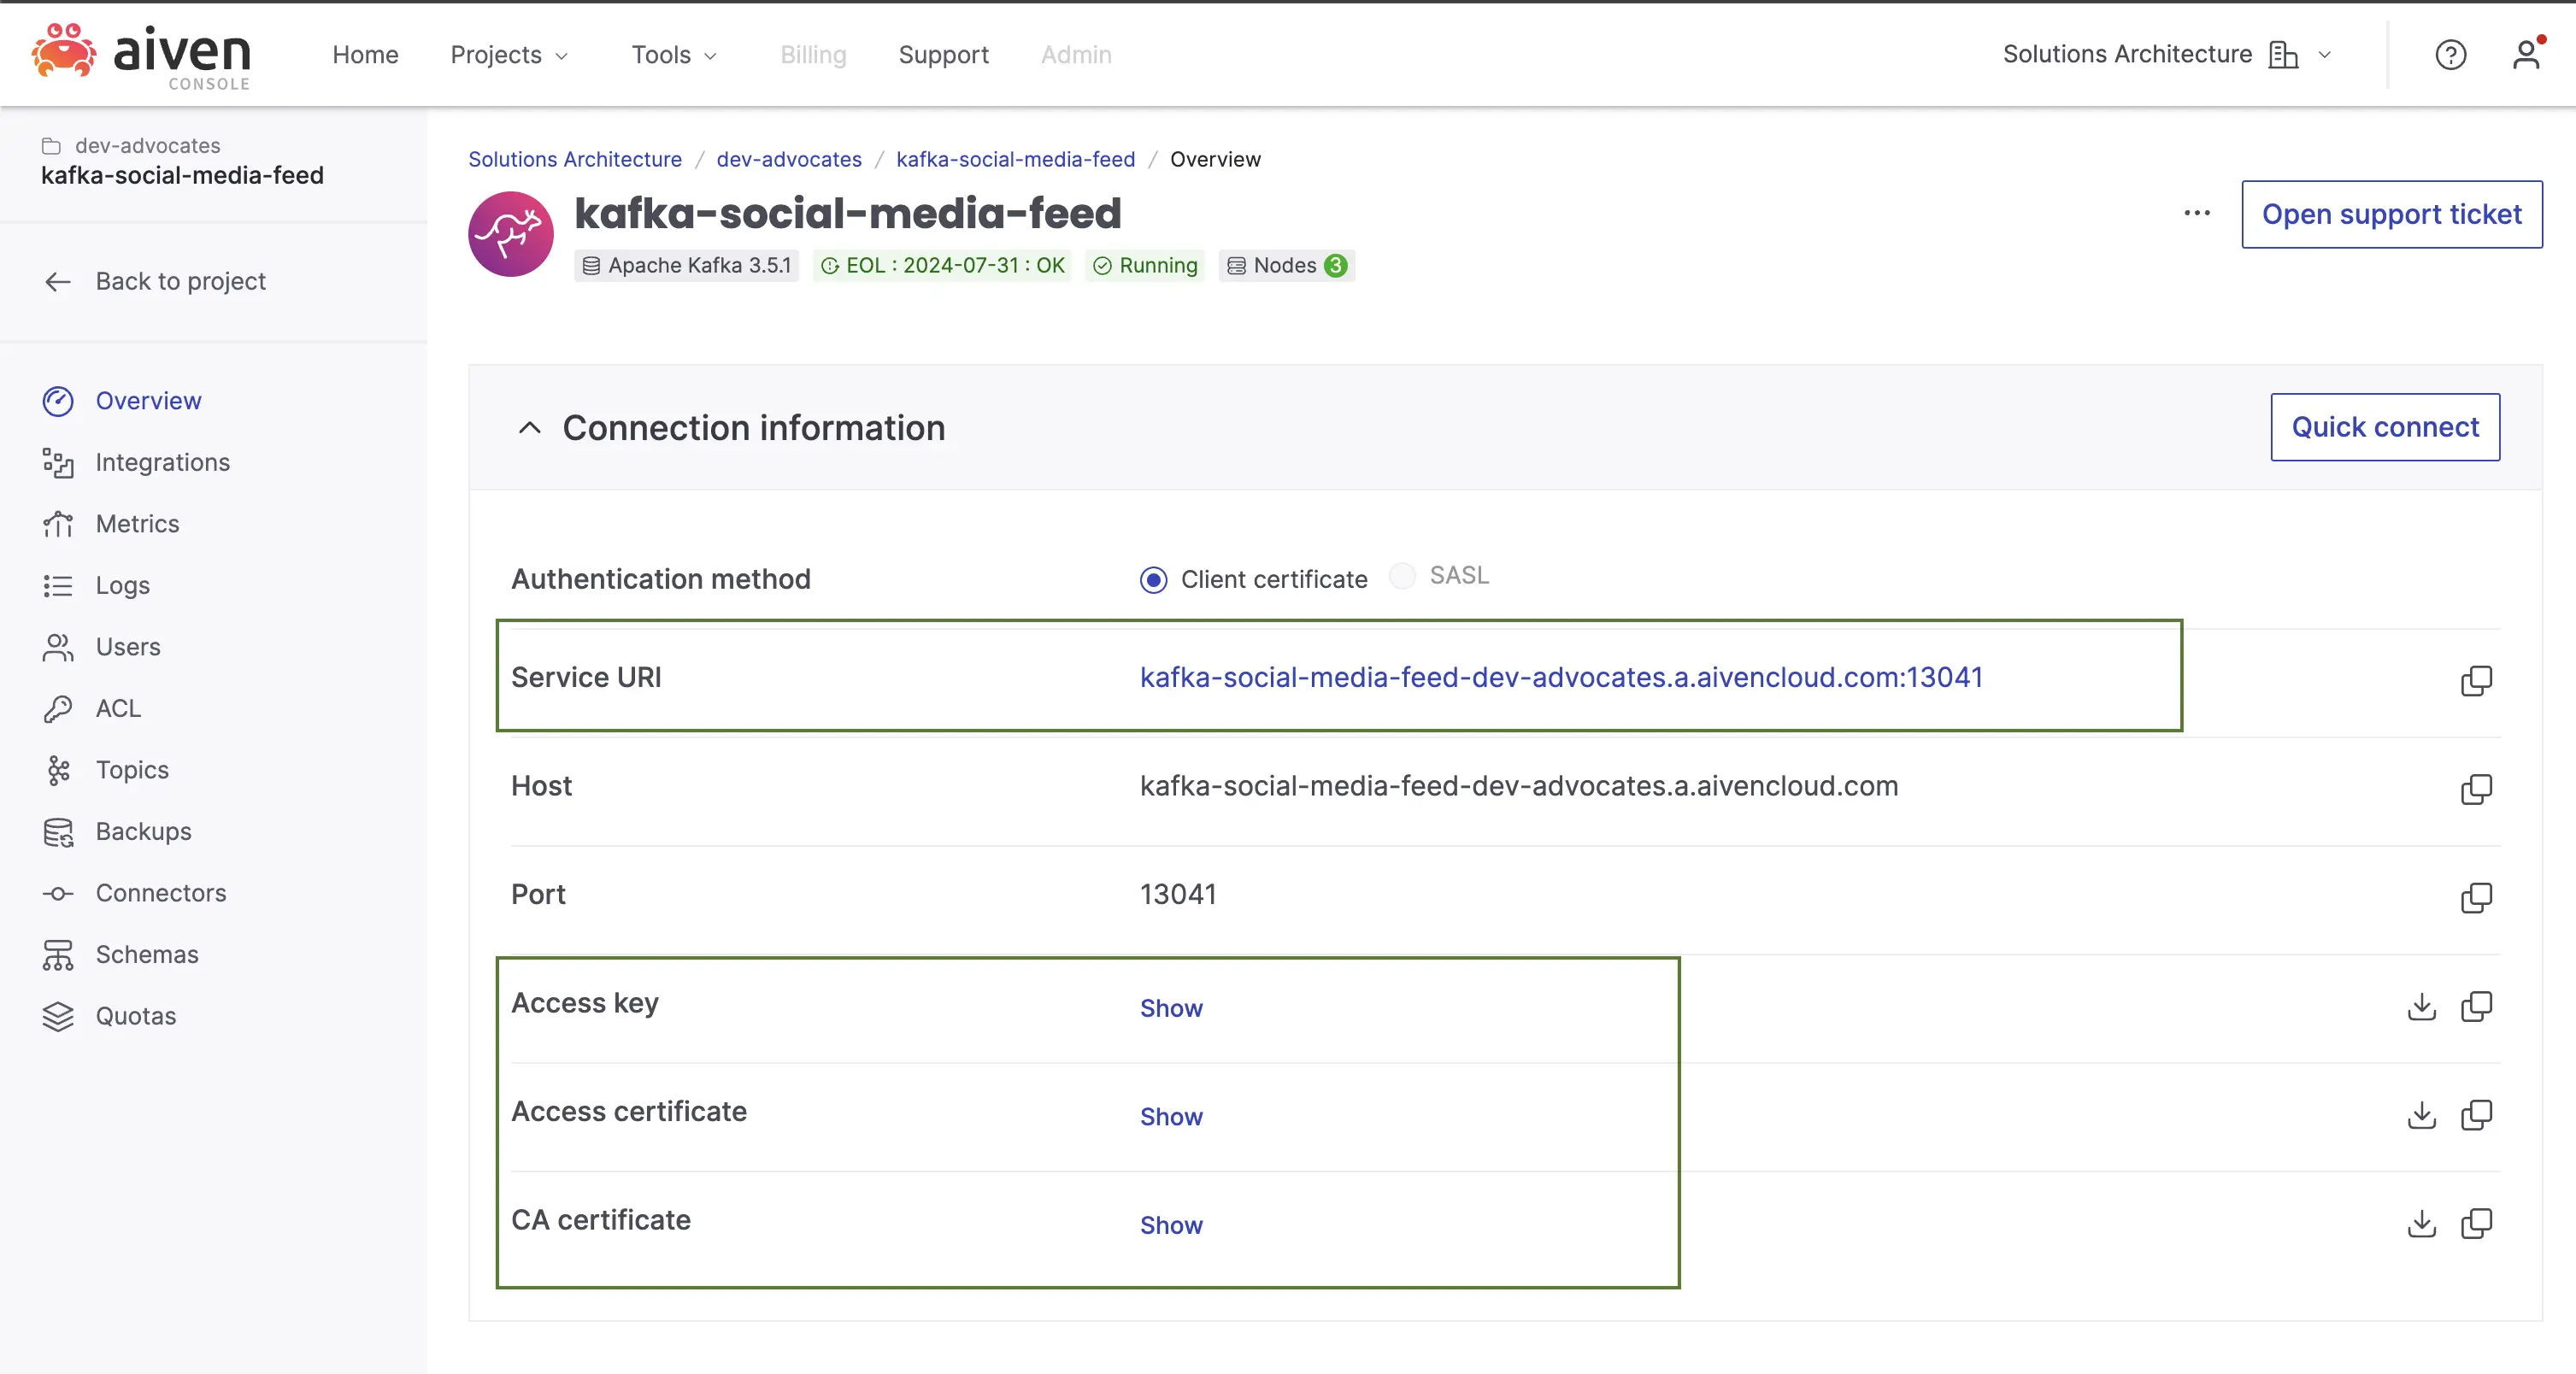 aiven
CONSOLE
Home
Projects
Tools
Billing
Support
Admin
Solutions Architecture
dev-advocates
kafka-social-media-feed
Back to project
Overview
Integrations
Metrics
Logs
Users
ACL
Topics
Backups
Connectors
Schemas
Quotas
Solutions Architecture / dev-advocates / kafka-social-media-feed / Overview
kafka-social-media-feed
Apache Kafka 3.5.1
EOL : 2024-07-31 : OK
Running
Nodes 3
Open support ticket
Connection information
Quick connect
Authentication method
Client certificate
SASL
Service URI
kafka-social-media-feed-dev-advocates.a.aivencloud.com:13041
Host
kafka-social-media-feed-dev-advocates.a.aivencloud.com
Port
13041
Access key
Show
Access certificate
Show
CA certificate
Show